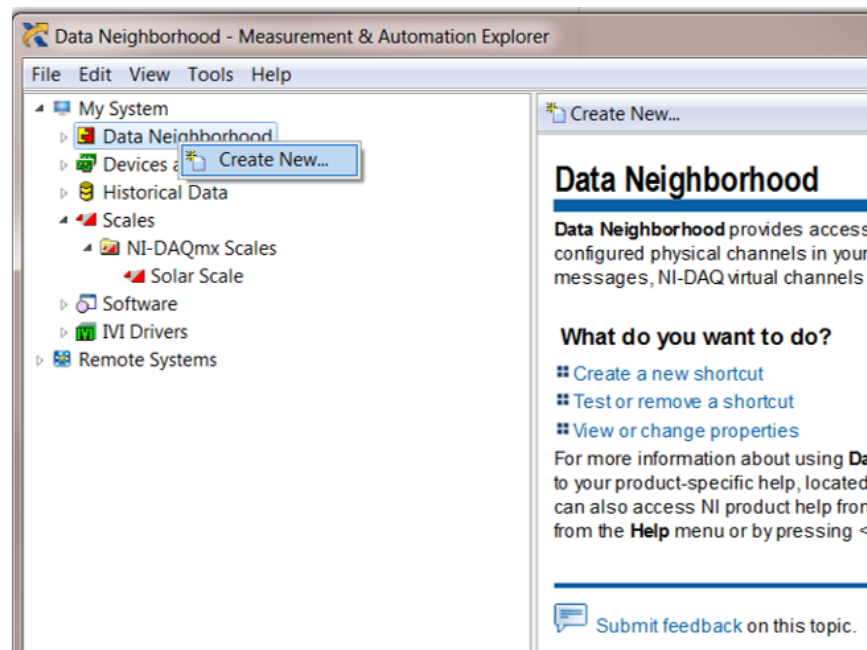 Data Neighborhood - Measurement & Automation Explorer
File Edit View Tools Help
My System
Data Neighborhood
Create New...
Devices
Historical Data
Scales
NI-DAQmx Scales
Solar Scale
Software
IVI Drivers
Remote Systems
Create New...
Data Neighborhood
Data Neighborhood provides access
configured physical channels in your
messages, NI-DAQ virtual channels
What do you want to do?
Create a new shortcut
Test or remove a shortcut
View or change properties
For more information about using Da
to your product-specific help, located
can also access NI product help from
from the Help menu or by pressing <
Submit feedback on this topic.